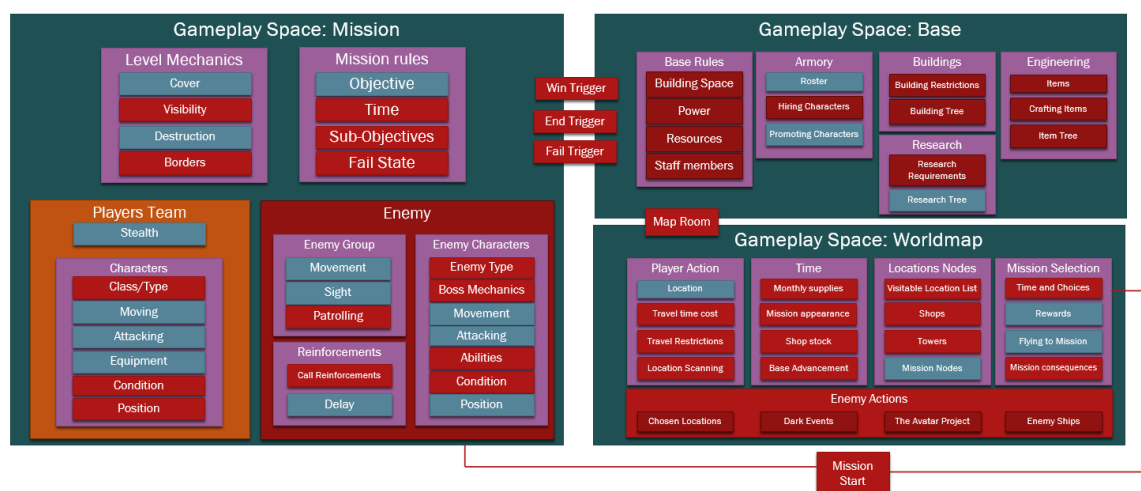 Gameplay Space: Mission
Level Mechanics
Cover
Visibility
Destruction
Borders
Mission rules
Objective
Time
Sub-Objectives
Fail State
Players Team
Stealth
Characters
Class/Type
Moving
Attacking
Equipment
Condition
Position
Enemy
Enemy Group
Movement
Sight
Patrolling
Reinforcements
Call Reinforcements
Delay
Enemy Characters
Enemy Type
Boss Mechanics
Movement
Attacking
Abilities
Condition
Position
Win Trigger
End Trigger
Fail Trigger
Gameplay Space: Base
Base Rules
Building Space
Power
Resources
Staff members
Armory
Roster
Hiring Characters
Promoting Characters
Buildings
Building Restrictions
Building Tree
Research
Research
Requirements
Research Tree
Engineering
Items
Crafting Items
Item Tree
Map Room
Gameplay Space: Worldmap
Player Action
Location
Travel time cost
Travel Restrictions
Location Scanning
Time
Monthly supplies
Mission appearance
Shop stock
Base Advancement
Locations Nodes
Visitable Location List
Shops
Towers
Mission Nodes
Mission Selection
Time and Choices
Rewards
Flying to Mission
Mission consequences
Enemy Actions
Chosen Locations
Dark Events
The Avatar Project
Enemy Ships
Mission
Start